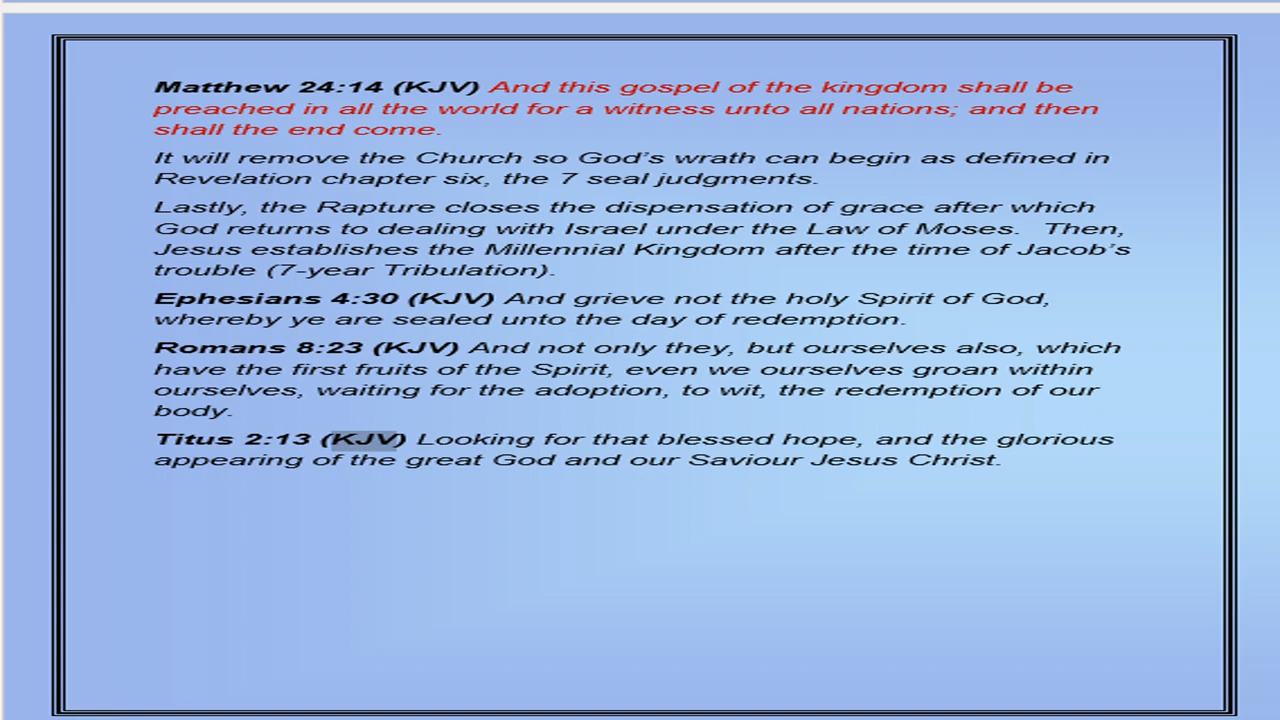 Matthew 24:14 (KJV) And this gospel of the kingdom shall be
preached in all the world for a witness unto all nations; and then
shall the end come.
It will remove the Church so God's wrath can begin as defined in
Revelation chapter six, the 7 seal judgments.
Lastly, the Rapture closes the dispensation of grace after which
God returns to dealing with Israel under the Law of Moses.  Then,
Jesus establishes the Millennial Kingdom after the time of Jacob's
trouble (7-year Tribulation).
Ephesians 4:30 (KJV) And grieve not the holy Spirit of God,
whereby ye are sealed unto the day of redemption.
Romans 8:23 (KJV) And not only they, but ourselves also, which
have the first fruits of the Spirit, even we ourselves groan within
ourselves, waiting for the adoption, to wit, the redemption of our
body.
Titus 2:13 (KJV) Looking for that blessed hope, and the glorious
appearing of the great God and our Saviour Jesus Christ.